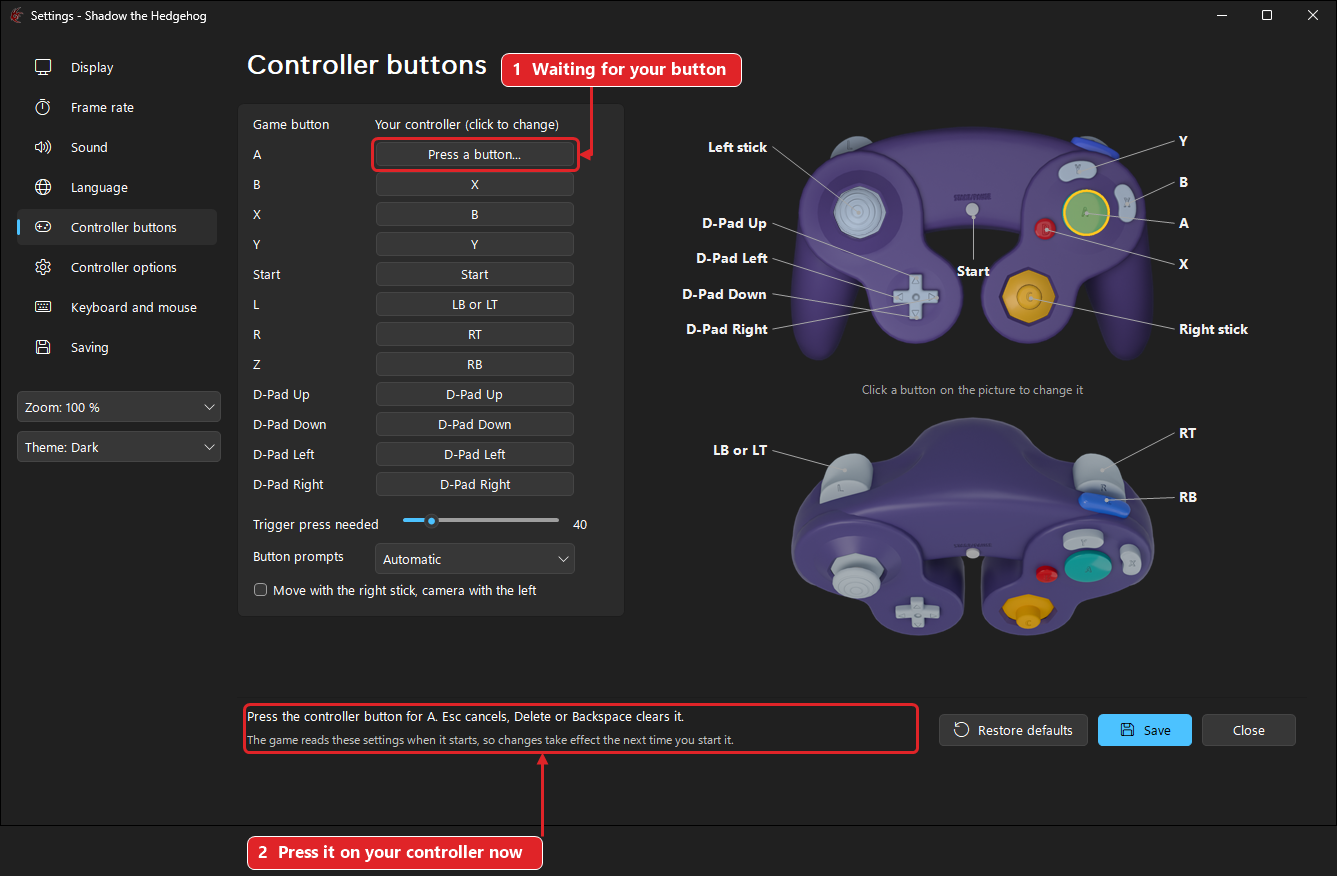 Settings - Shadow the Hedgehog
Display
Frame rate
Sound
Language
Controller buttons
Controller options
Keyboard and mouse
Saving
Zoom: 100 %
Theme: Dark
Controller buttons
1 Waiting for your button
Game button Your controller (click to change)
A Press a button...
B X
X B
Y Y
Start Start
L LB or LT
R RT
Z RB
D-Pad Up D-Pad Up
D-Pad Down D-Pad Down
D-Pad Left D-Pad Left
D-Pad Right D-Pad Right
Trigger press needed 40
Button prompts Automatic
Move with the right stick, camera with the left
Left stick
D-Pad Up
D-Pad Left
D-Pad Down
D-Pad Right
Start
Y
B
A
X
Right stick
Click a button on the picture to change it
LB or LT
RT
RB
L
R
Y
X
A
C
Press the controller button for A. Esc cancels, Delete or Backspace clears it.
The game reads these settings when it starts, so changes take effect the next time you start it.
Restore defaults
Save
Close
2 Press it on your controller now